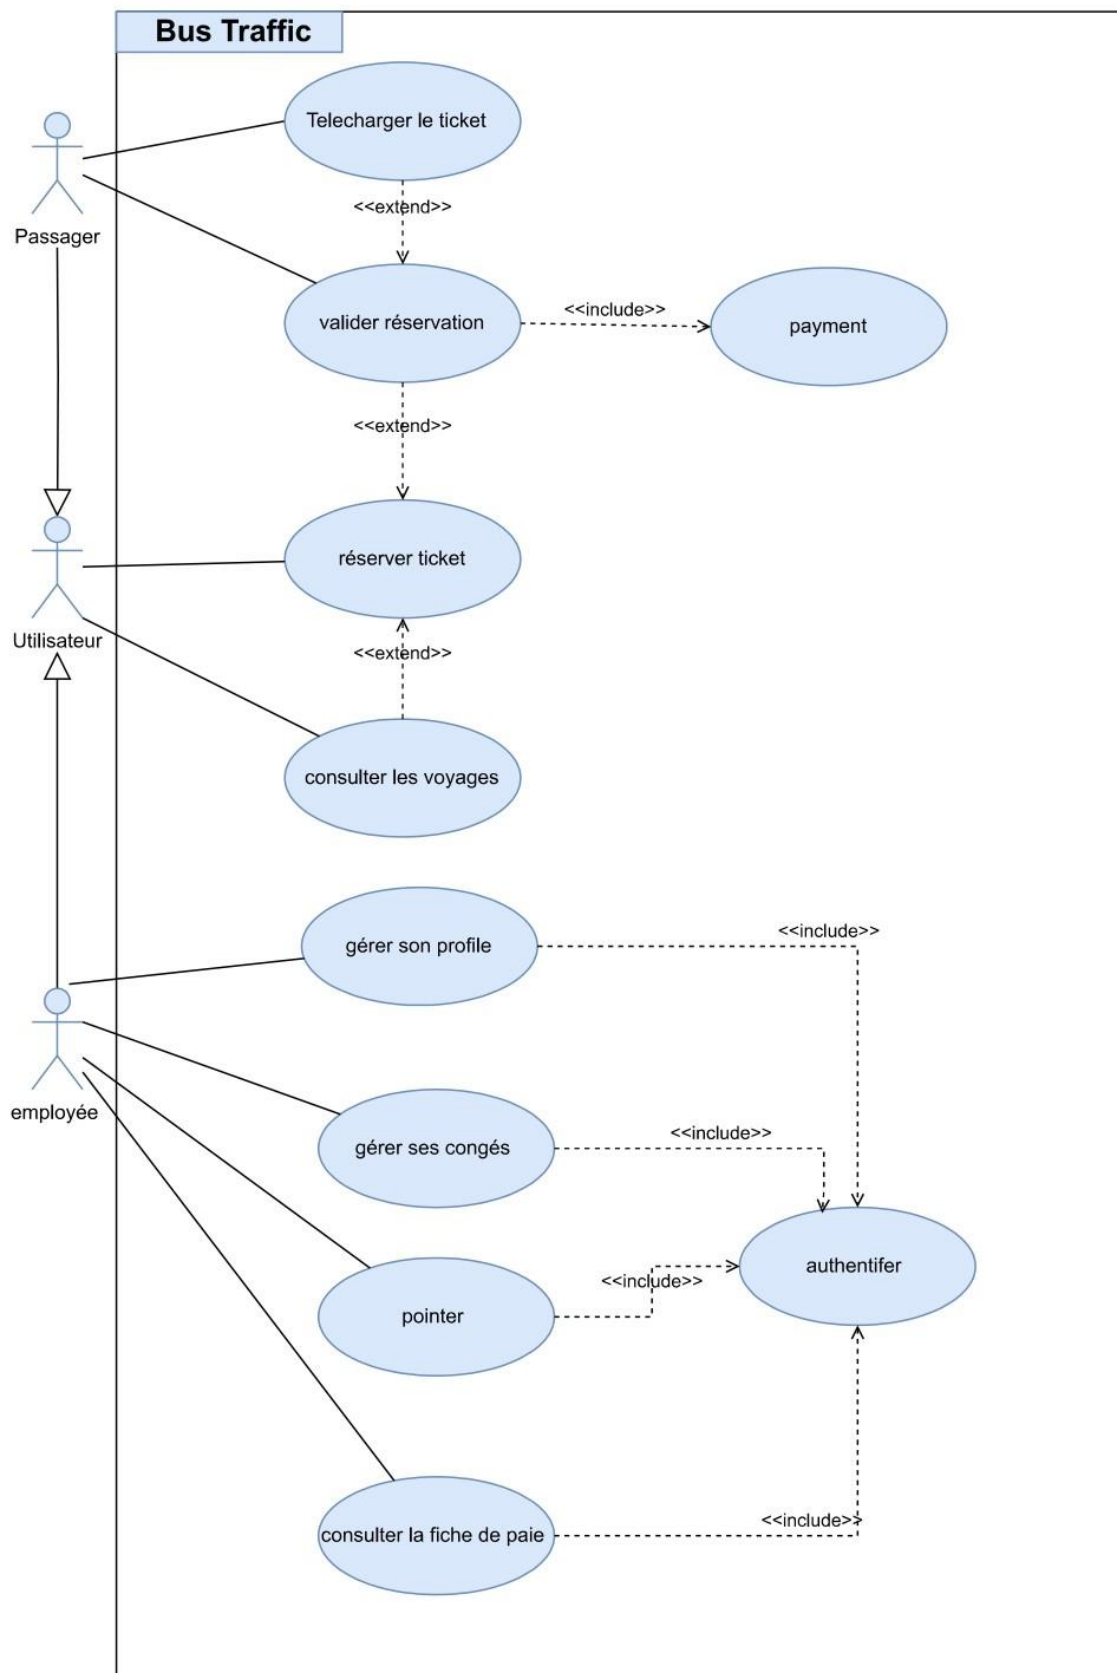 Bus Traffic
Telecharger le ticket
<<extend>>
Passager
valider réservation
<<include>>
payment
<<extend>>
réserver ticket
Utilisateur
<<extend>>
consulter les voyages
gérer son profile
<<include>>
employée
gérer ses congés
<<include>>
authentifer
<<include>>
pointer
consulter la fiche de paie
<<include>>